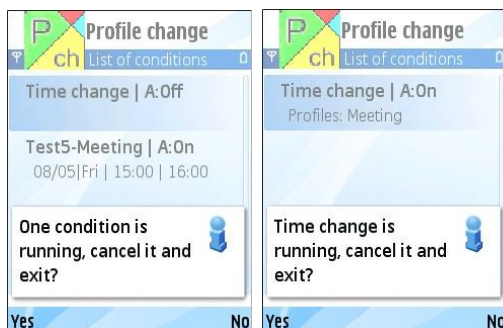 P
ch
Profile change
List of conditions
Time change | A:Off
Test5-Meeting | A:On
08/05|Fri | 15:00 | 16:00
One condition is
running, cancel it and
exit?
Yes No
P
ch
Profile change
List of conditions
Time change | A:On
Profiles: Meeting
Time change is
running, cancel it and
exit?
Yes No